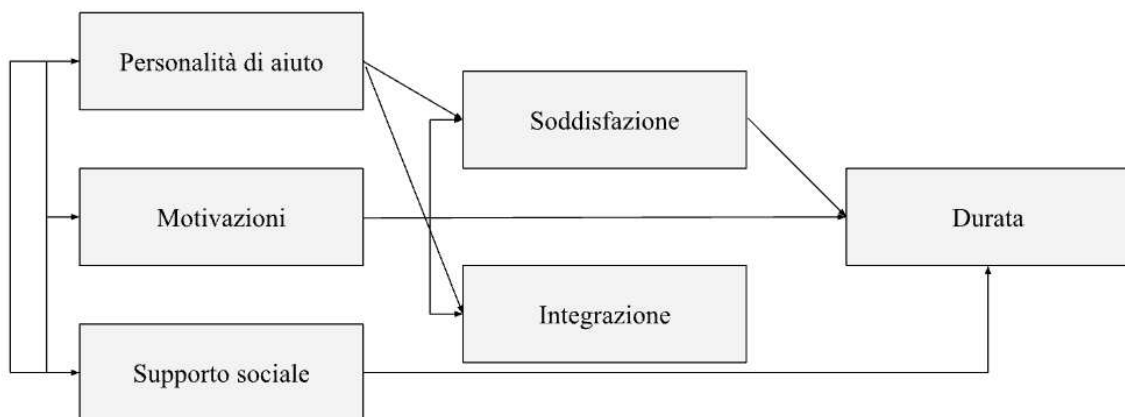 Personalità di aiuto
Soddisfazione
Motivazioni
Durata
Integrazione
Supporto sociale